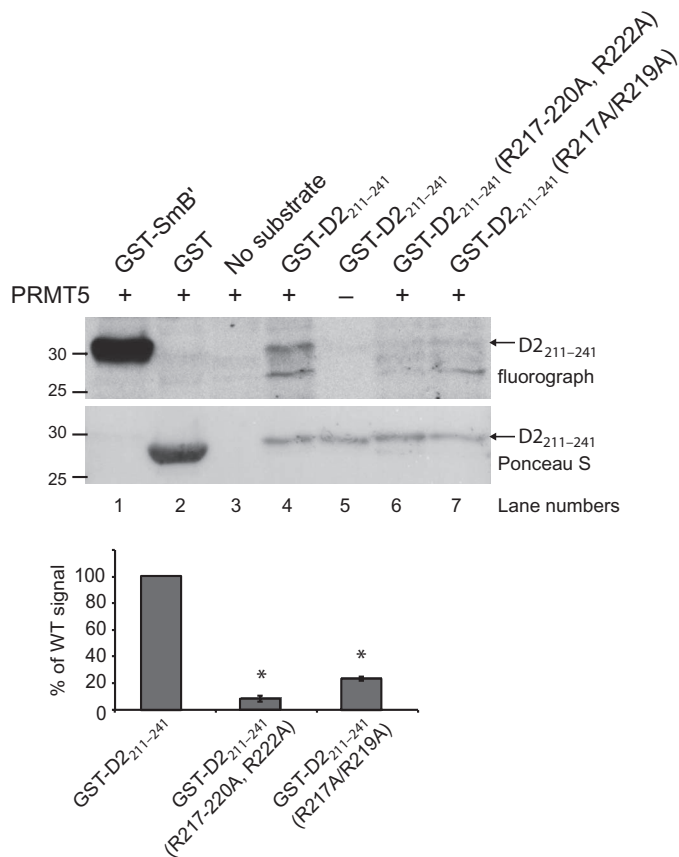 GST-SmB'
GST
No substrate
GST-D2₂₁₁₋₂₄₁
GST-D2₂₁₁₋₂₄₁
GST-D2₂₁₁₋₂₄₁ (R217-220A, R222A)
GST-D2₂₁₁₋₂₄₁ (R217A/R219A)
PRMT5 + + + + – + +
30
25
D2₂₁₁₋₂₄₁
fluorograph
30
25
D2₂₁₁₋₂₄₁
Ponceau S
1 2 3 4 5 6 7 Lane numbers
% of WT signal
100
80
60
40
20
0
*
*
GST-D2₂₁₁₋₂₄₁
GST-D2₂₁₁₋₂₄₁
(R217-220A, R222A)
GST-D2₂₁₁₋₂₄₁
(R217A/R219A)